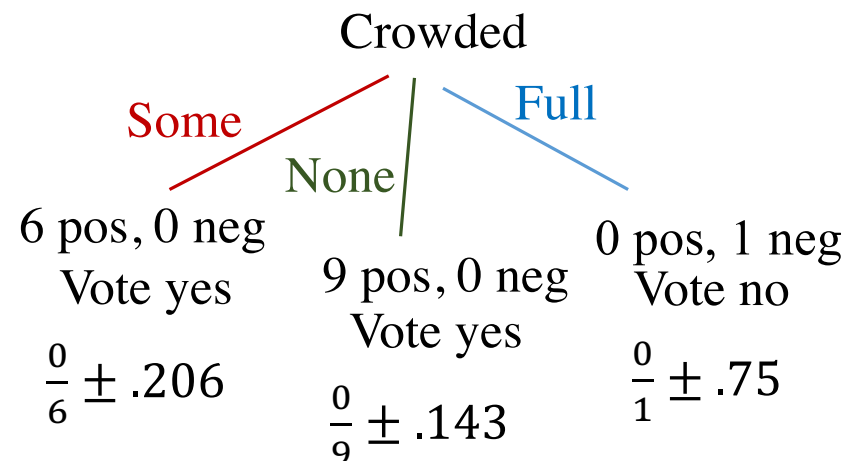 Crowded
Some
None
Full
6 pos, 0 neg
Vote yes
0/6 ± .206
9 pos, 0 neg
Vote yes
0/9 ± .143
0 pos, 1 neg
Vote no
0/1 ± .75